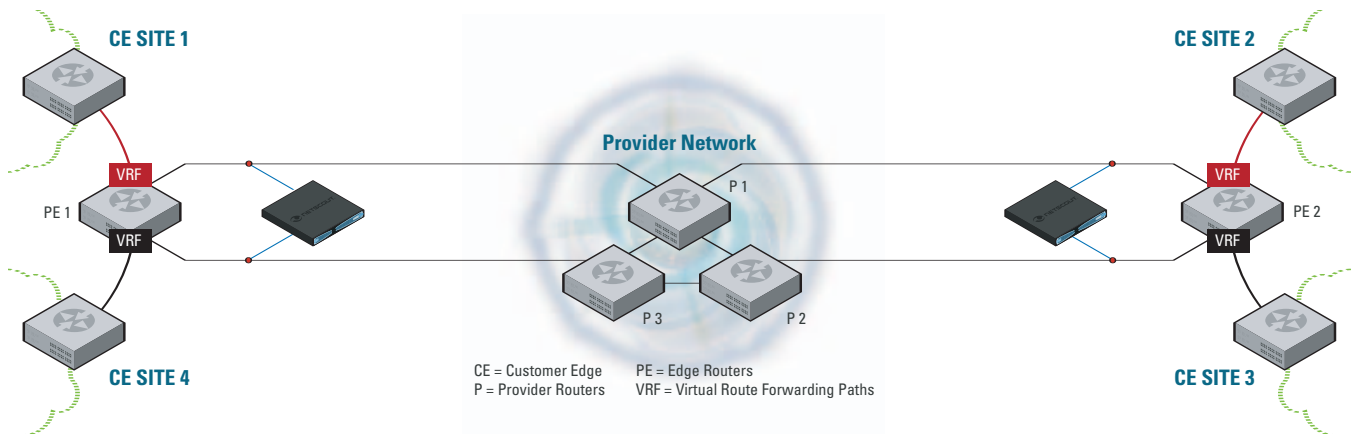 CE SITE 1
CE SITE 2
Provider Network
VRF
P 1
VRF
PE 1
NETSCOUT
NETSCOUT
PE 2
VRF
VRF
P 3
P 2
CE = Customer Edge PE = Edge Routers
P = Provider Routers VRF = Virtual Route Forwarding Paths
CE SITE 4
CE SITE 3